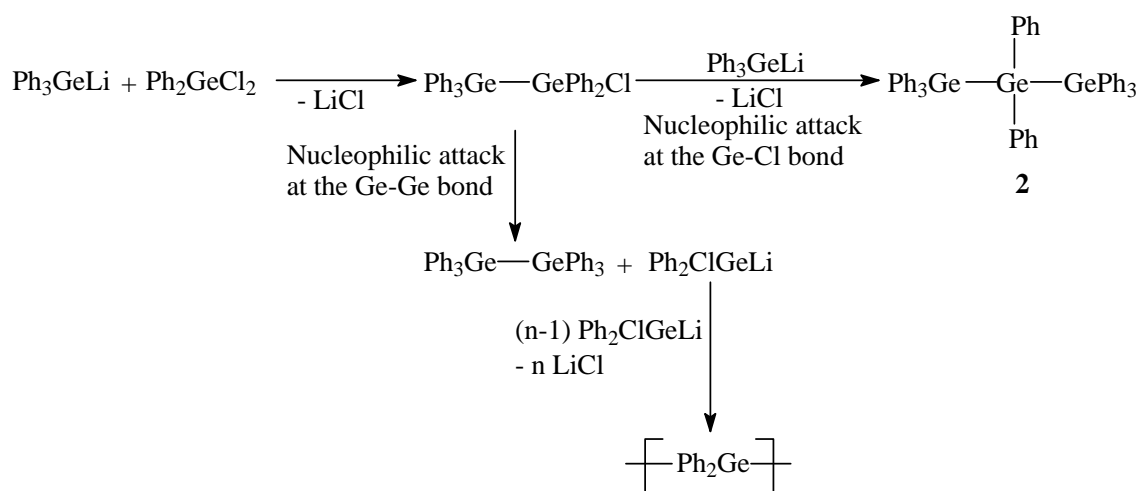 Ph₃GeLi + Ph₂GeCl₂
- LiCl
Ph₃Ge—GePh₂Cl
Ph₃GeLi
- LiCl
Nucleophilic attack
at the Ge-Cl bond
Ph
Ph₃Ge—Ge—GePh₃
Ph
2
Nucleophilic attack
at the Ge-Ge bond
Ph₃Ge—GePh₃ + Ph₂ClGeLi
(n-1) Ph₂ClGeLi
- n LiCl
Ph₂Ge